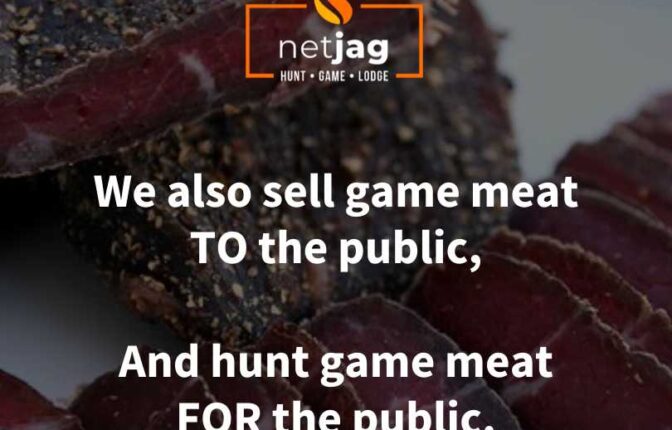 netjag
HUNT • GAME • LODGE
We also sell game meat
TO the public,
And hunt game meat
FOR the public.